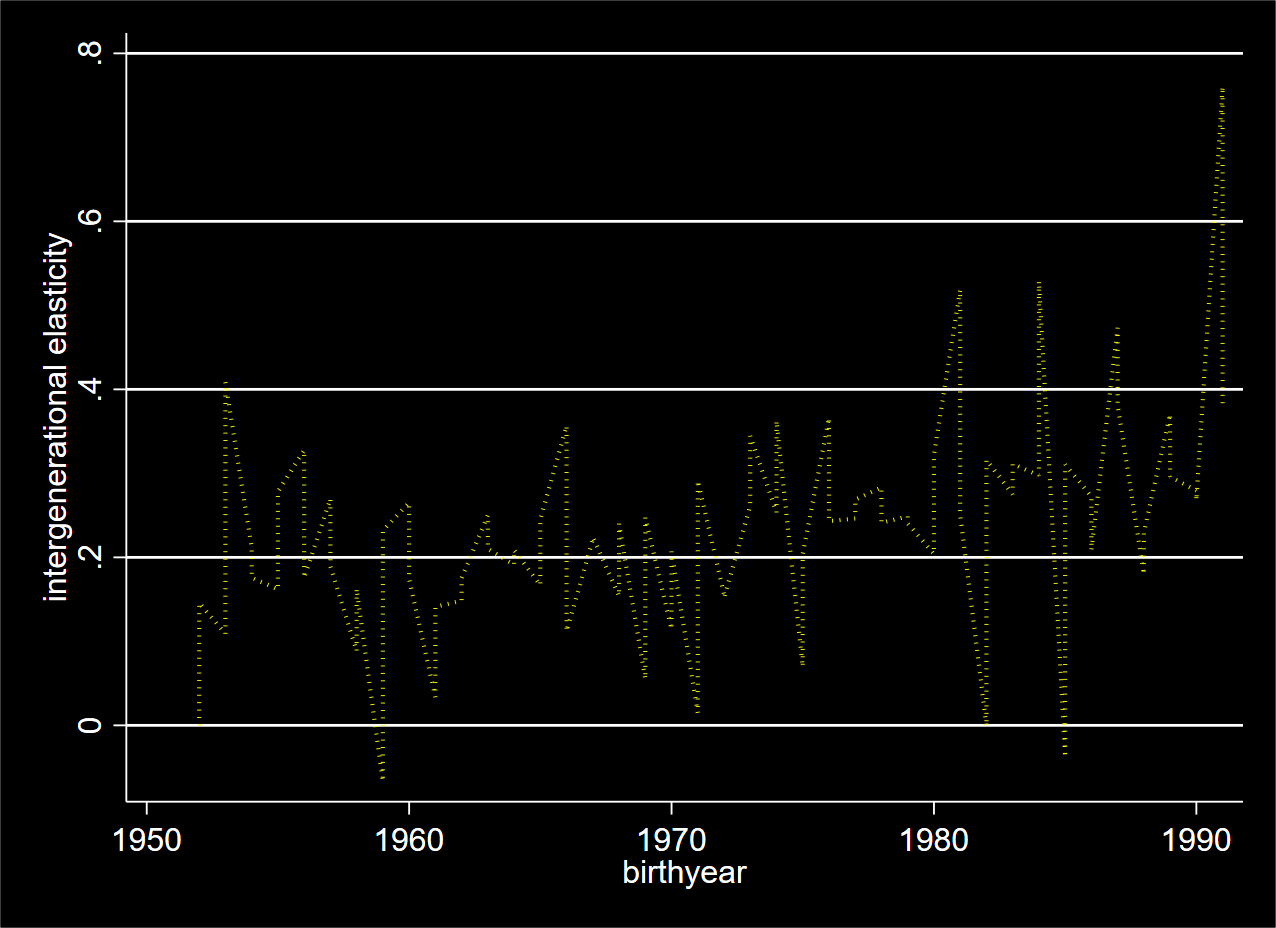 .8
.6
.4
.2
0
intergenerational elasticity
1950 1960 1970 1980 1990
birthyear